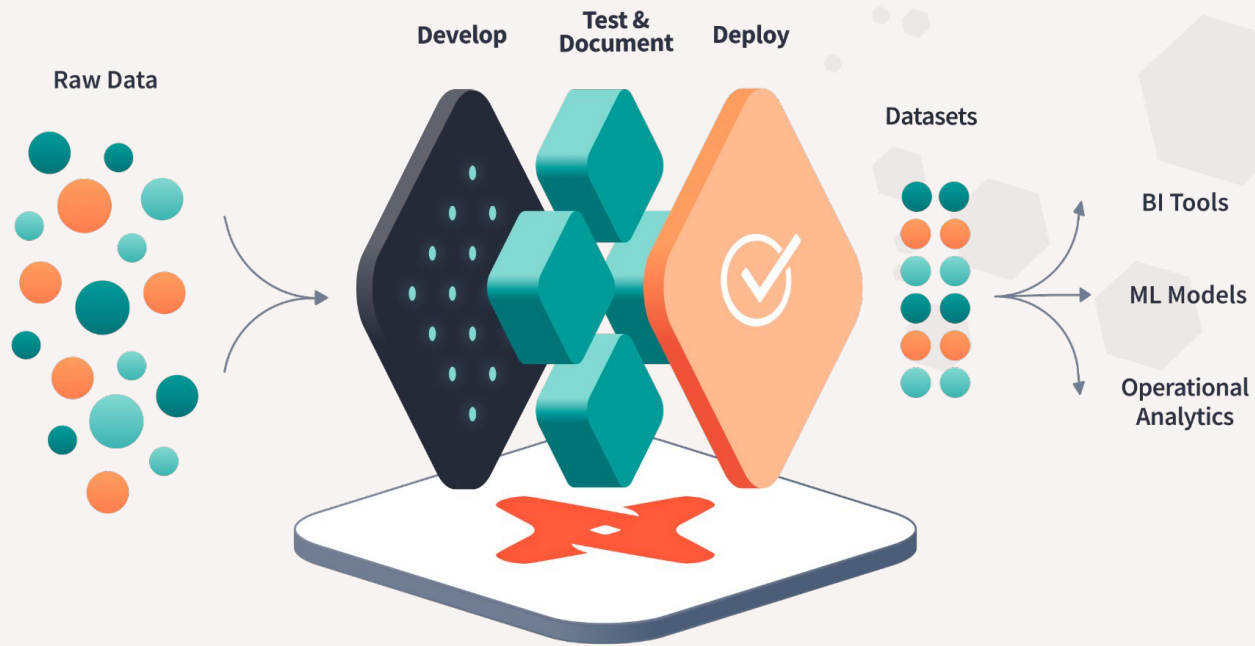 Raw Data
Develop
Test &
Document
Deploy
Datasets
BI Tools
ML Models
Operational
Analytics